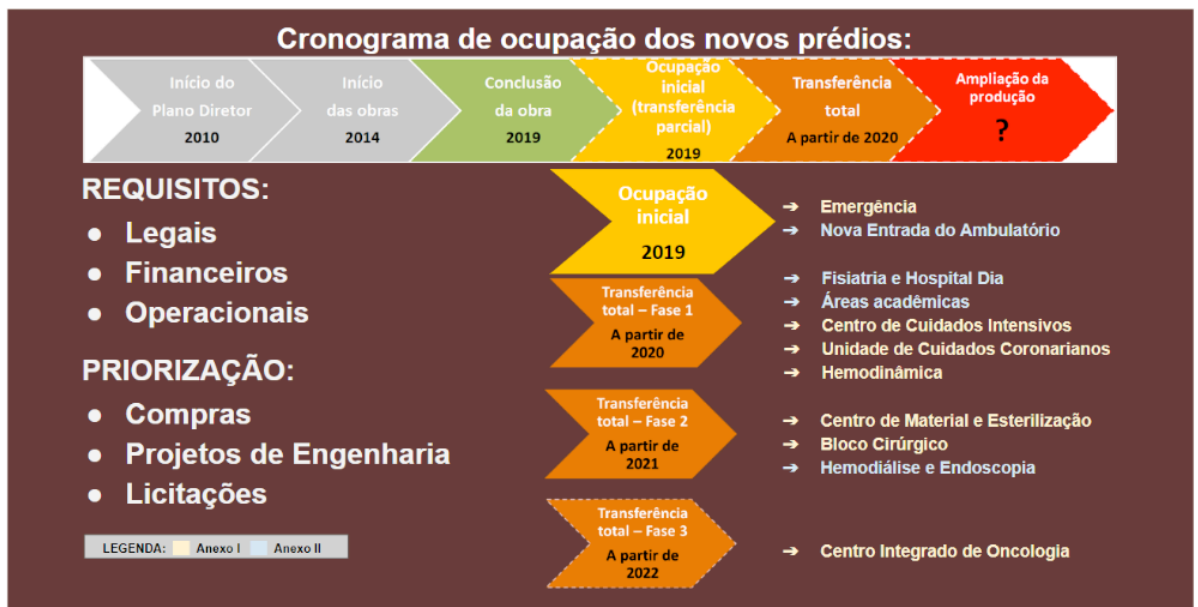 Cronograma de ocupação dos novos prédios:
Início do
Plano Diretor
2010
Início
das obras
2014
Conclusão
da obra
2019
Ocupação
inicial
(transferência
parcial)
2019
Transferência
total
A partir de 2020
Ampliação da
produção
?
REQUISITOS:
● Legais
● Financeiros
● Operacionais
PRIORIZAÇÃO:
● Compras
● Projetos de Engenharia
● Licitações
LEGENDA: Anexo I Anexo II
Ocupação
inicial
2019
➔ Emergência
➔ Nova Entrada do Ambulatório
Transferência
total – Fase 1
A partir de
2020
➔ Fisiatria e Hospital Dia
➔ Áreas acadêmicas
➔ Centro de Cuidados Intensivos
➔ Unidade de Cuidados Coronarianos
➔ Hemodinâmica
Transferência
total – Fase 2
A partir de
2021
➔ Centro de Material e Esterilização
➔ Bloco Cirúrgico
➔ Hemodiálise e Endoscopia
Transferência
total – Fase 3
A partir de
2022
➔ Centro Integrado de Oncologia